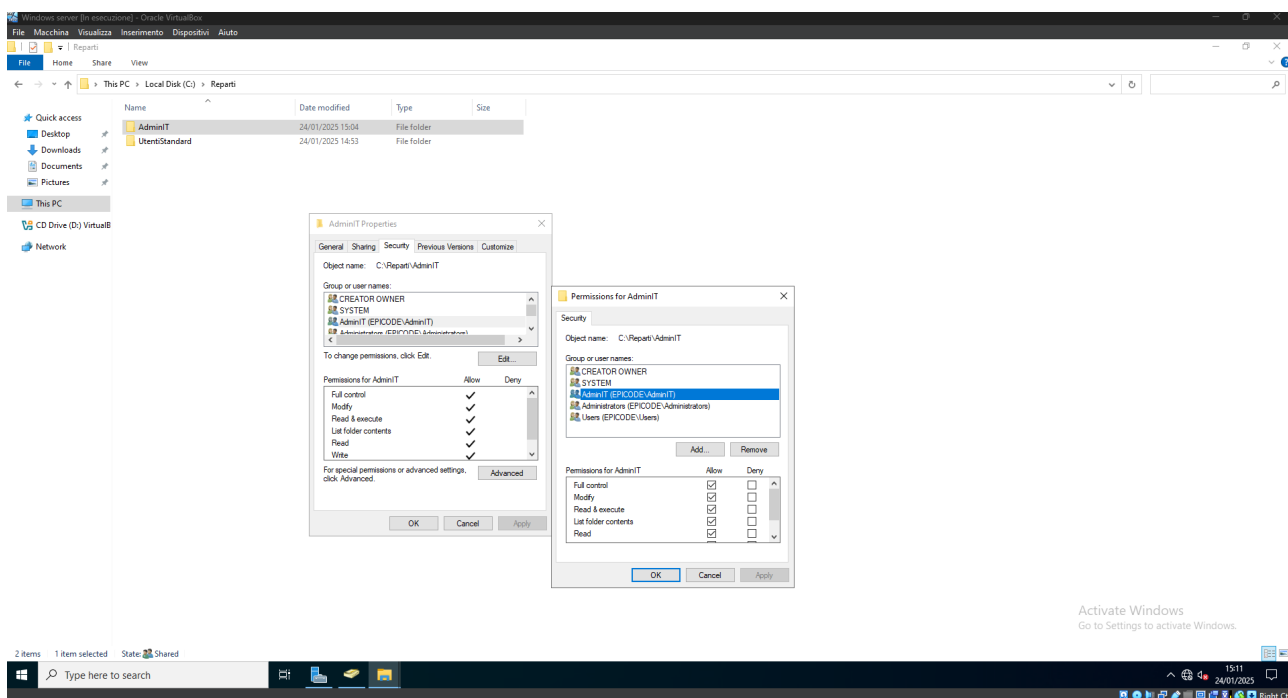 Windows server [In esecuzione] - Oracle VirtualBox
File Macchina Visualizza Inserimento Dispositivi Aiuto
Reparti
File Home Share View
This PC > Local Disk (C:) > Reparti
Name Date modified Type Size
Quick access
Desktop
Downloads
Documents
Pictures
This PC
CD Drive (D:) VirtualB
Network
AdminIT 24/01/2025 15:04 File folder
UtentiStandard 24/01/2025 14:53 File folder
AdminIT Properties
General Sharing Security Previous Versions Customize
Object name: C:\Reparti\AdminIT
Group or user names:
CREATOR OWNER
SYSTEM
AdminIT (EPICODE\AdminIT)
Administrators (EPICODE\Administrators)
To change permissions, click Edit.
Edit...
Permissions for AdminIT Allow Deny
Full control
Modify
Read & execute
List folder contents
Read
Write
For special permissions or advanced settings,
click Advanced.
Advanced
OK Cancel Apply
Permissions for AdminIT
Security
Object name: C:\Reparti\AdminIT
Group or user names:
CREATOR OWNER
SYSTEM
AdminIT (EPICODE\AdminIT)
Administrators (EPICODE\Administrators)
Users (EPICODE\Users)
Add... Remove
Permissions for AdminIT Allow Deny
Full control
Modify
Read & execute
List folder contents
Read
OK Cancel Apply
Activate Windows
Go to Settings to activate Windows.
2 items 1 item selected State: Shared
Type here to search
15:11
24/01/2025
Right C